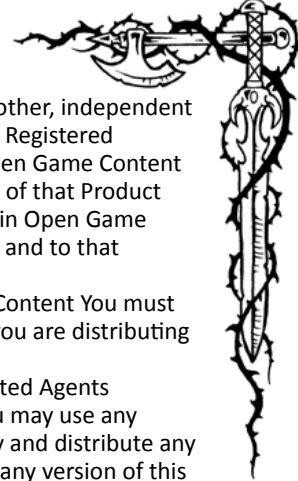 other, independent
Registered
en Game Content
of that Product
in Open Game
and to that
Content You must
you are distributing
ted Agents
u may use any
y and distribute any
any version of this